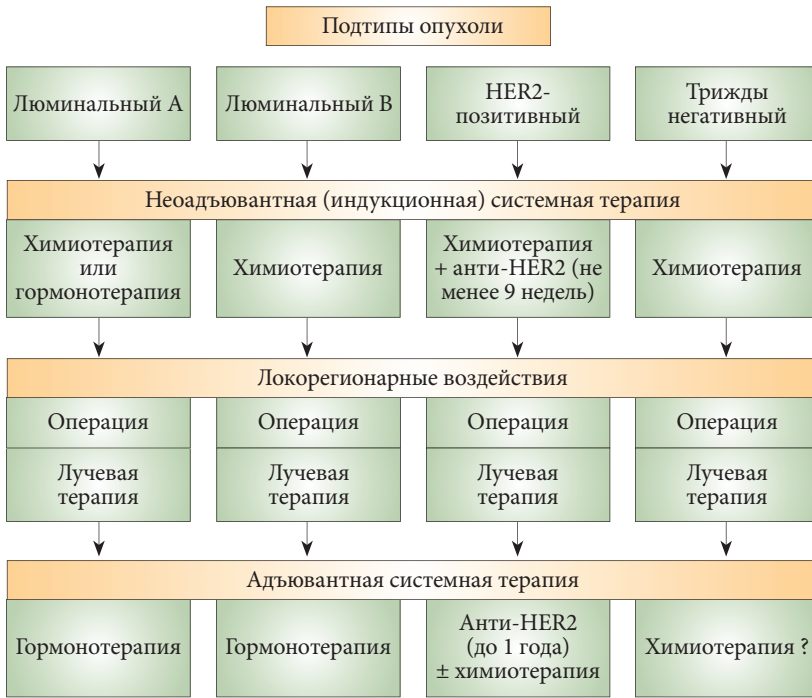 Подтипы опухоли
Люминальный А
Люминальный В
HER2-
позитивный
Трижды
негативный
Неоадъювантная (индукционная) системная терапия
Химиотерапия
или
гормонотерапия
Химиотерапия
Химиотерапия
+ анти-HER2 (не
менее 9 недель)
Химиотерапия
Локорегионарные воздействия
Операция
Операция
Операция
Операция
Лучевая
терапия
Лучевая
терапия
Лучевая
терапия
Лучевая
терапия
Адъювантная системная терапия
Гормонотерапия
Гормонотерапия
Анти-HER2
(до 1 года)
± химиотерапия
Химиотерапия ?